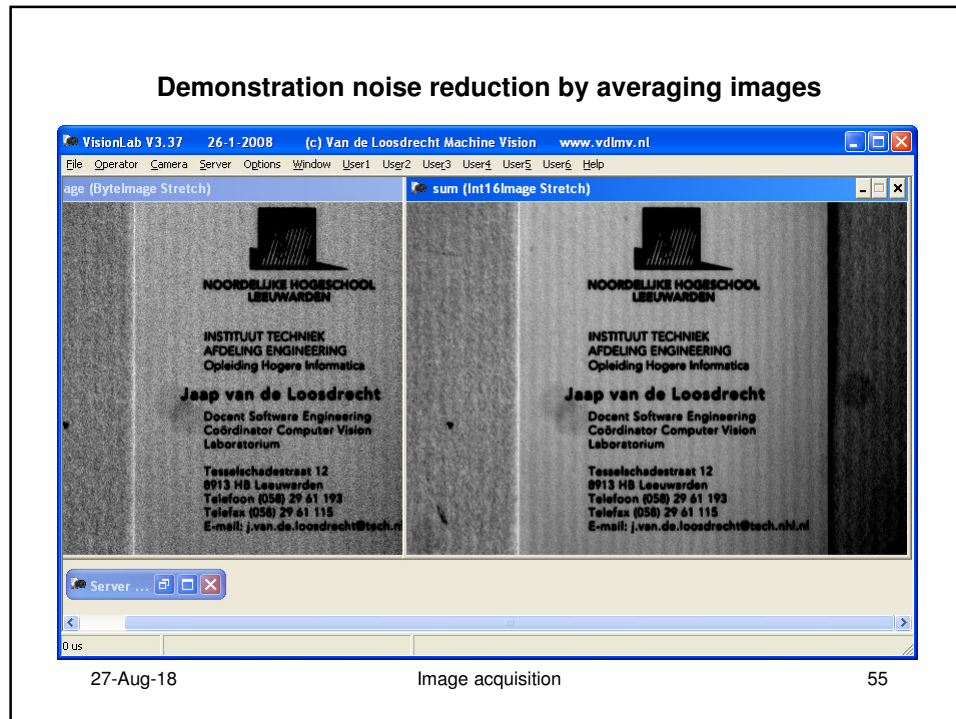 Demonstration noise reduction by averaging images
VisionLab V3.37 26-1-2008 (c) Van de Loosdrecht Machine Vision www.vdlmv.nl
File Operator Camera Server Options Window User1 User2 User3 User4 User5 User6 Help
age (ByteImage Stretch)
NOORDELIJKE HOGESCHOOL
LEEUWARDEN
INSTITUUT TECHNIEK
AFDELING ENGINEERING
Opleiding Hogere Informatica
Jaap van de Loosdrecht
Docent Software Engineering
Coördinator Computer Vision
Laboratorium
Tesselschadestraat 12
8913 HB Leeuwarden
Telefoon (058) 29 61 193
Telefax (058) 29 61 115
E-mail: j.van.de.loosdrecht@tech.nl
sum (Int16Image Stretch)
NOORDELIJKE HOGESCHOOL
LEEUWARDEN
INSTITUUT TECHNIEK
AFDELING ENGINEERING
Opleiding Hogere Informatica
Jaap van de Loosdrecht
Docent Software Engineering
Coördinator Computer Vision
Laboratorium
Tesselschadestraat 12
8913 HB Leeuwarden
Telefoon (058) 29 61 193
Telefax (058) 29 61 115
E-mail: j.van.de.loosdrecht@tech.nhl.nl
Server ...
0 us
27-Aug-18 Image acquisition 55